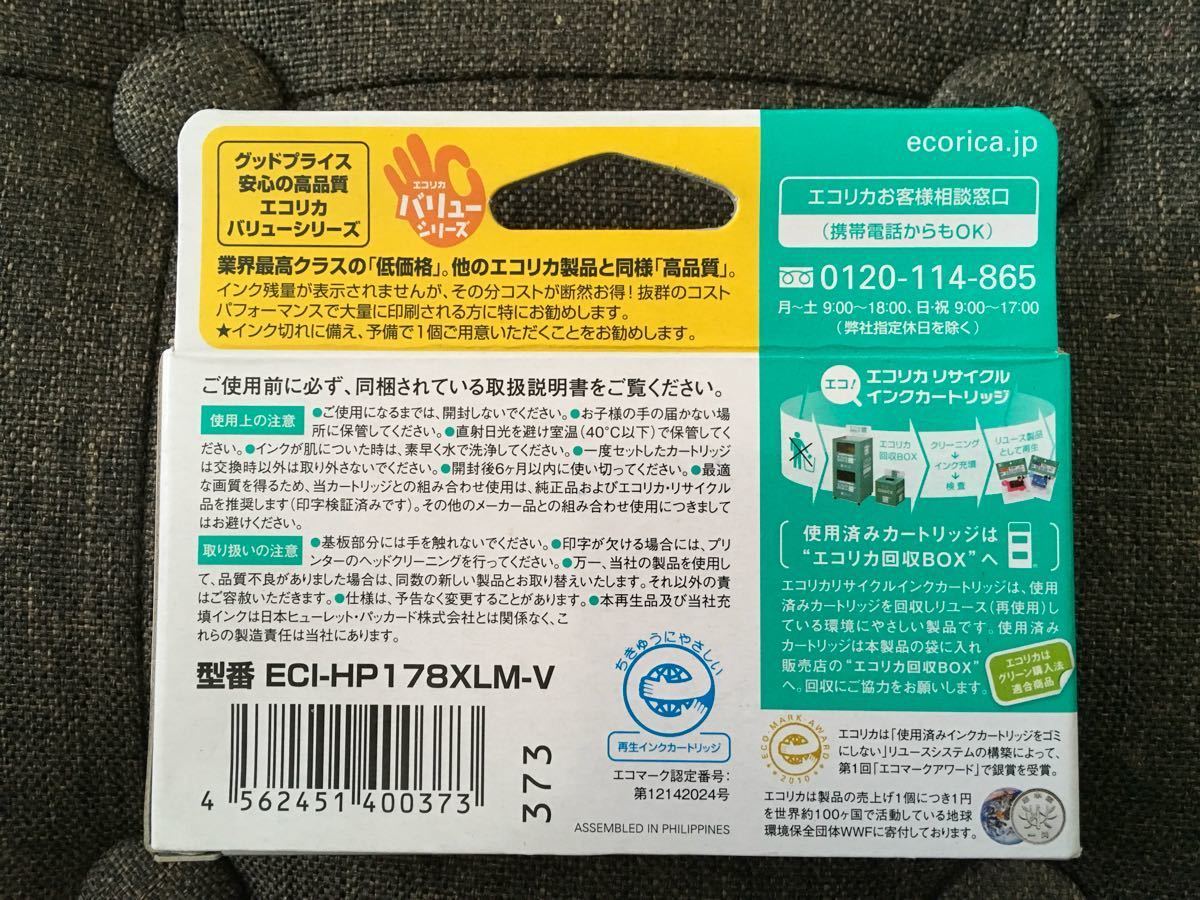 グッドプライス
安心の高品質
エコリカ
バリューシリーズ
エコリカ
バリュー
シリーズ
業界最高クラスの「低価格」。他のエコリカ製品と同様「高品質」。
インク残量が表示されませんが、その分コストが断然お得!抜群のコスト
パフォーマンスで大量に印刷される方に特にお勧めします。
★インク切れに備え、予備で1個ご用意いただくことをお勧めします。
ecorica.jp
エコリカお客様相談窓口
(携帯電話からもOK)
0120-114-865
月~土 9:00~18:00、日・祝 9:00~17:00
(弊社指定休日を除く)
ご使用前に必ず、同梱されている取扱説明書をご覧ください。
使用上の注意 ●ご使用になるまでは、開封しないでください。●お子様の手の届かない場
所に保管してください。●直射日光を避け室温(40℃以下)で保管してく
ださい。●インクが肌についた時は、素早く水で洗浄してください。●一度セットしたカートリッジ
は交換時以外は取り外さないでください。●開封後6ヶ月以内に使い切ってください。●最適
な画質を得るため、当カートリッジとの組み合わせ使用は、純正品およびエコリカ・リサイクル
品を推奨します(印字検証済みです)。その他のメーカー品との組み合わせ使用につきまして
はお避けください。
取り扱いの注意 ●基板部分には手を触れないでください。●印字が欠ける場合には、プリ
ンターのヘッドクリーニングを行ってください。●万一、当社の製品を使用し
て、品質不良がありました場合は、同数の新しい製品とお取り替えいたします。それ以外の責
はご容赦いただきます。●仕様は、予告なく変更することがあります。●本再生品及び当社充
填インクは日本ヒューレット・パッカード株式会社とは関係なく、こ
れらの製造責任は当社にあります。
型番 ECI-HP178XLM-V
4 562451 400373
373
ちきゅうにやさしい
再生インクカートリッジ
エコマーク認定番号:
第12142024号
ASSEMBLED IN PHILIPPINES
エコ!
エコリカ リサイクル
インクカートリッジ
エコリカ
回収BOX
クリーニング
インク充填
検査
リユース製品
として再生
使用済みカートリッジは
"エコリカ回収BOX"へ
エコリカリサイクルインクカートリッジは、使用
済みカートリッジを回収しリユース(再使用)し
ている環境にやさしい製品です。使用済み
カートリッジは本製品の袋に入れ
販売店の"エコリカ回収BOX"
へ。回収にご協力をお願いします。
エコリカは
グリーン購入法
適合商品
ECO MARK AWARD
2010
エコリカは「使用済みインクカートリッジをゴミ
にしない」リユースシステムの構築によって、
第1回「エコマークアワード」で銀賞を受賞。
エコリカは製品の売上げ1個につき1円
を世界約100ヶ国で活動している地球
環境保全団体WWFに寄付しております。